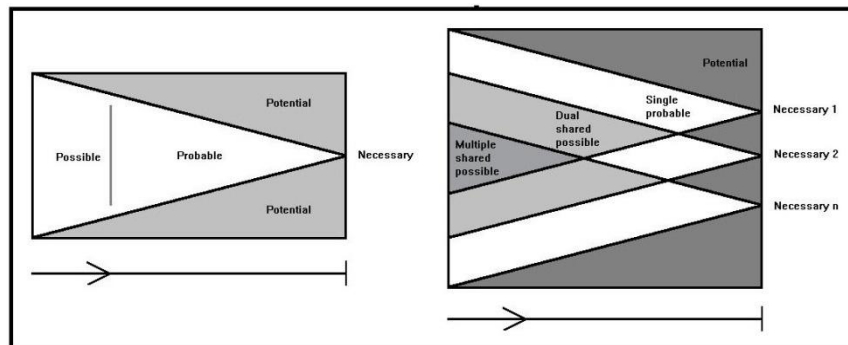 Potential
Possible
Probable
Necessary
Potential
Potential
Single
probable
Dual
shared
possible
Multiple
shared
possible
Necessary 1
Necessary 2
Necessary n